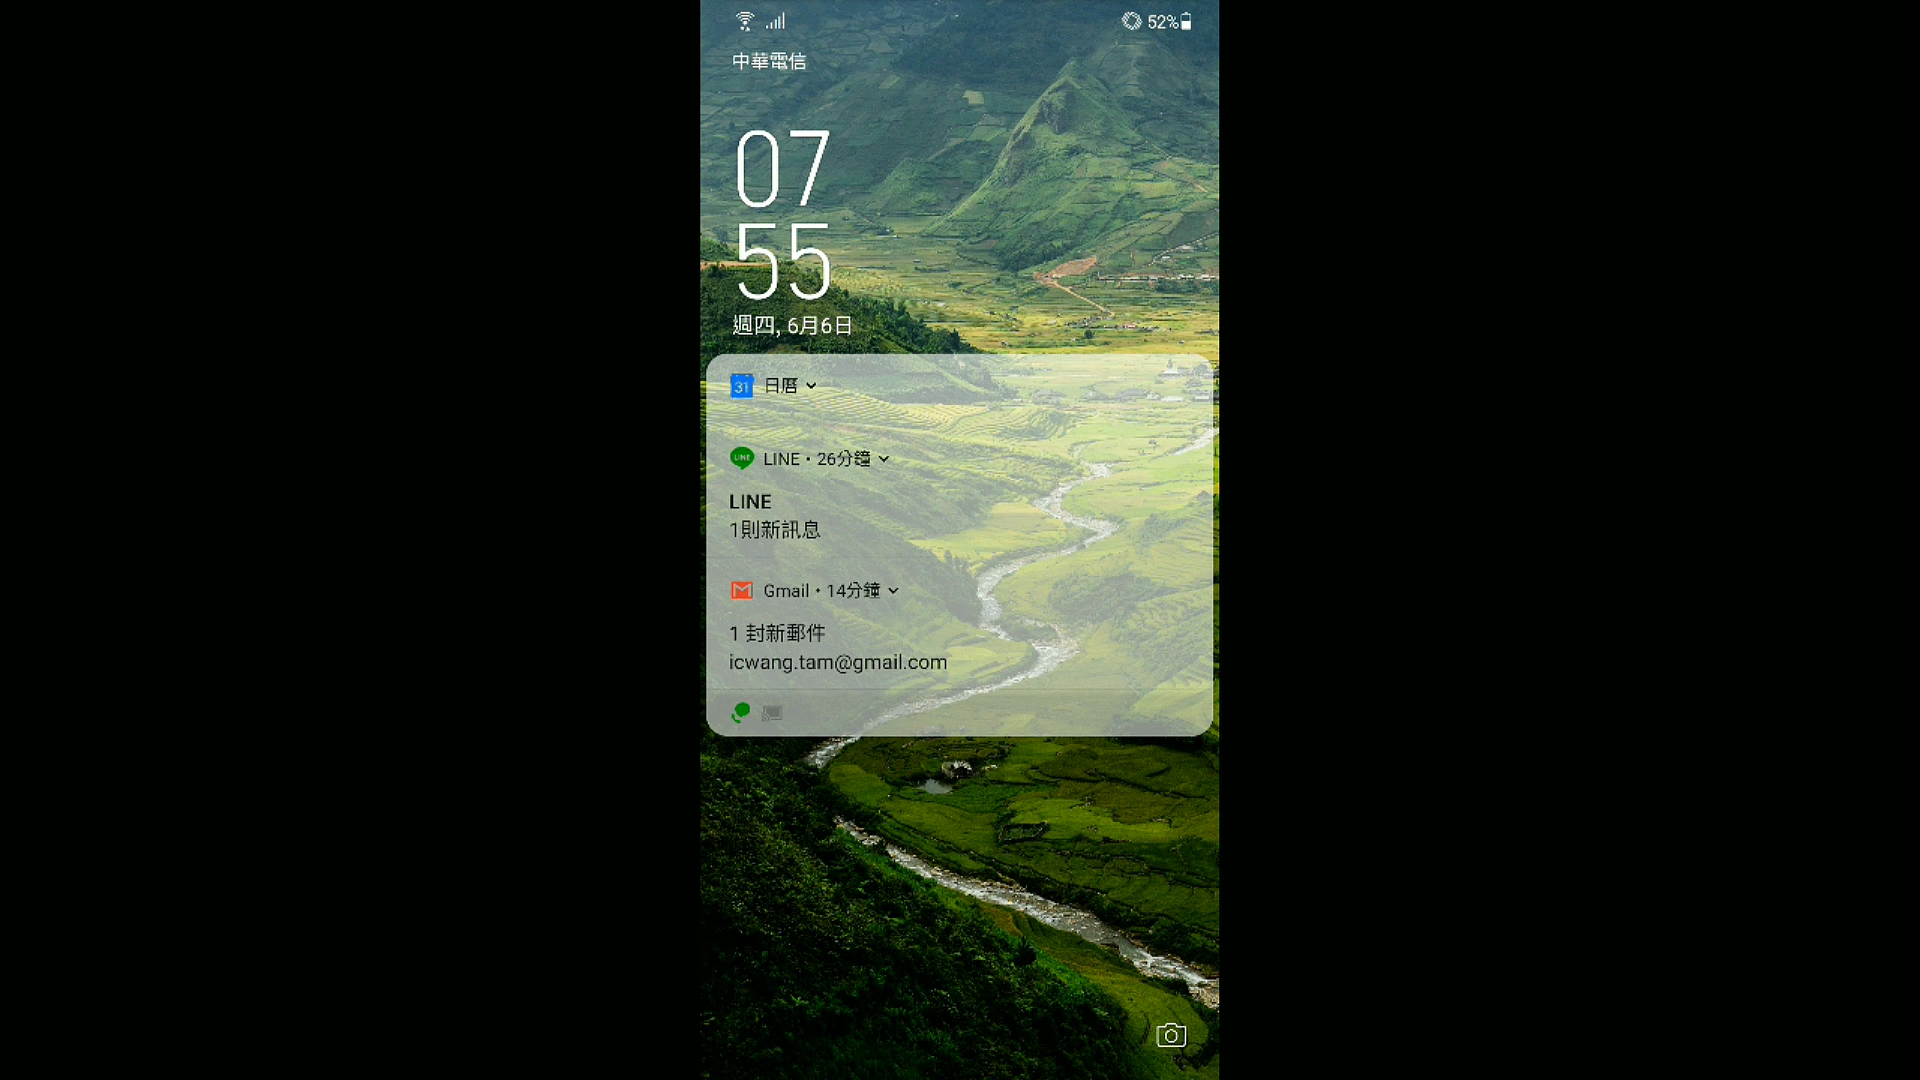 52%
中華電信
07
55
週四, 6月6日
31 日曆
LINE LINE • 26分鐘
LINE
1則新訊息
Gmail • 14分鐘
1 封新郵件
icwang.tam@gmail.com